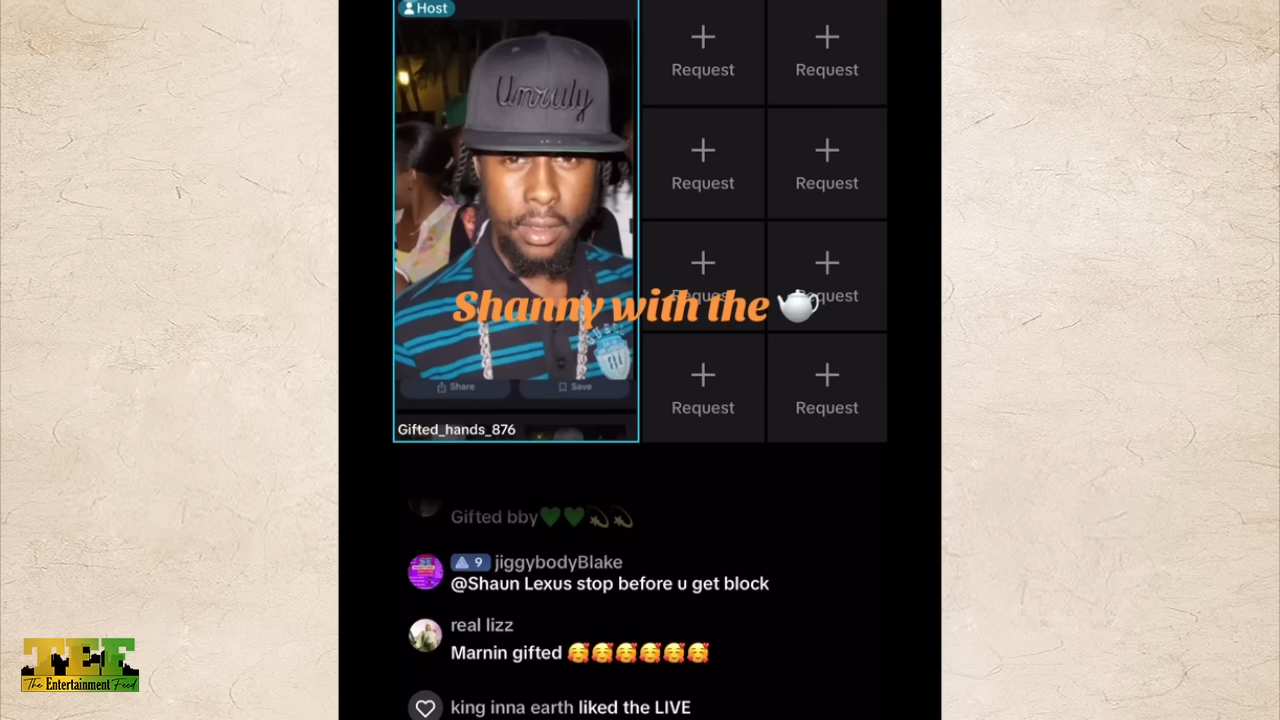 Host
Unruly
Request
Request
Request
Request
Request
Request
Shanny with the
GUCCI
Share
Save
Request
Request
Gifted_hands_876
Gifted bby
9 jiggybodyBlake
@Shaun Lexus stop before u get block
real lizz
Marnin gifted
king inna earth liked the LIVE
TEF
The Entertainment Feed